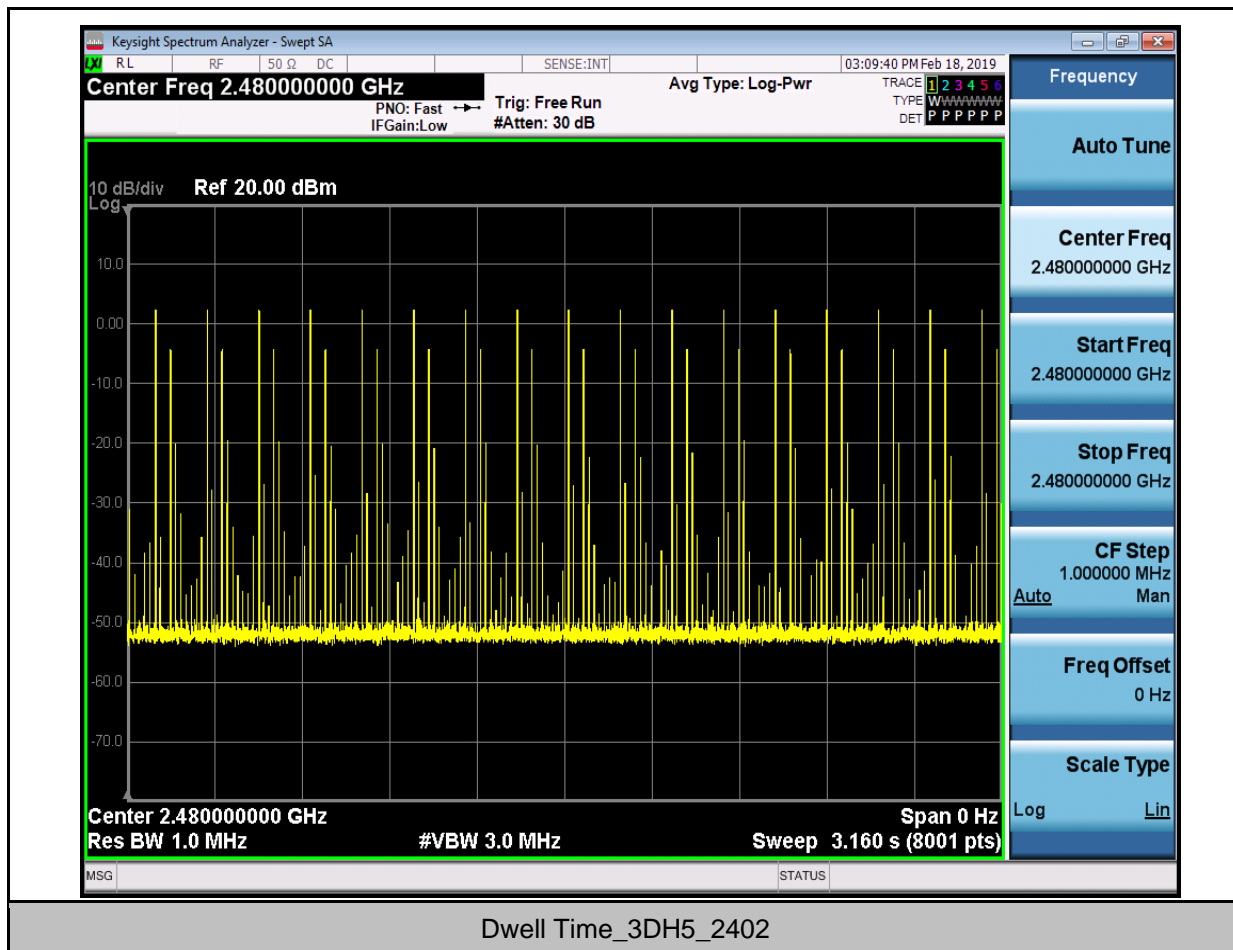 Keysight Spectrum Analyzer - Swept SA
LXI RL RF 50 Ω DC SENSE:INT 03:09:40 PM Feb 18, 2019
Center Freq 2.480000000 GHz Avg Type: Log-Pwr TRACE 1 2 3 4 5 6
PNO: Fast Trig: Free Run TYPE WWWWWW
IFGain:Low #Atten: 30 dB DET P P P P P P
10 dB/div Ref 20.00 dBm
Log
10.0
0.00
-10.0
-20.0
-30.0
-40.0
-50.0
-60.0
-70.0
Center 2.480000000 GHz Span 0 Hz
Res BW 1.0 MHz #VBW 3.0 MHz Sweep 3.160 s (8001 pts)
MSG STATUS
Frequency
Auto Tune
Center Freq
2.480000000 GHz
Start Freq
2.480000000 GHz
Stop Freq
2.480000000 GHz
CF Step
1.000000 MHz
Auto Man
Freq Offset
0 Hz
Scale Type
Log Lin
Dwell Time_3DH5_2402